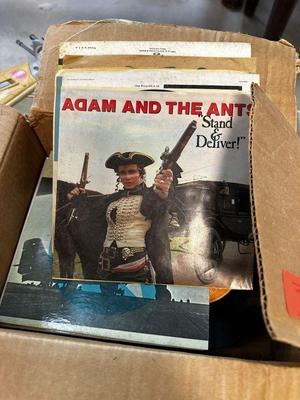 ADAM AND THE ANTS
"Stand
&
Deliver!"